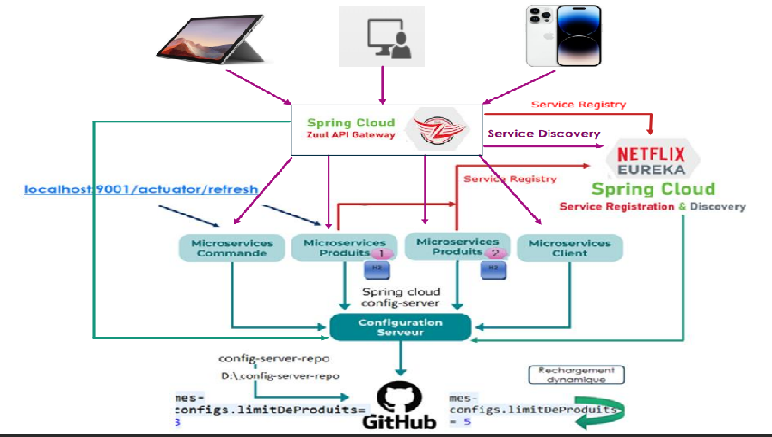 Spring Cloud
Zuul API Gateway
Service Registry
Service Discovery
NETFLIX
EUREKA
Spring Cloud
Service Registration & Discovery
Service Registry
localhost:9001/actuator/refresh
Microservices
Commande
Microservices
Produits 1
Microservices
Produits 2
Microservices
Client
H2
H2
Spring cloud
config-server
Configuration
Serveur
config-server-repo
D:\.config-server-repo
mes-
configs.limitDeProduits=
8
GitHub
Rechargement
dynamique
mes-
configs.limitDeProduits
= 5